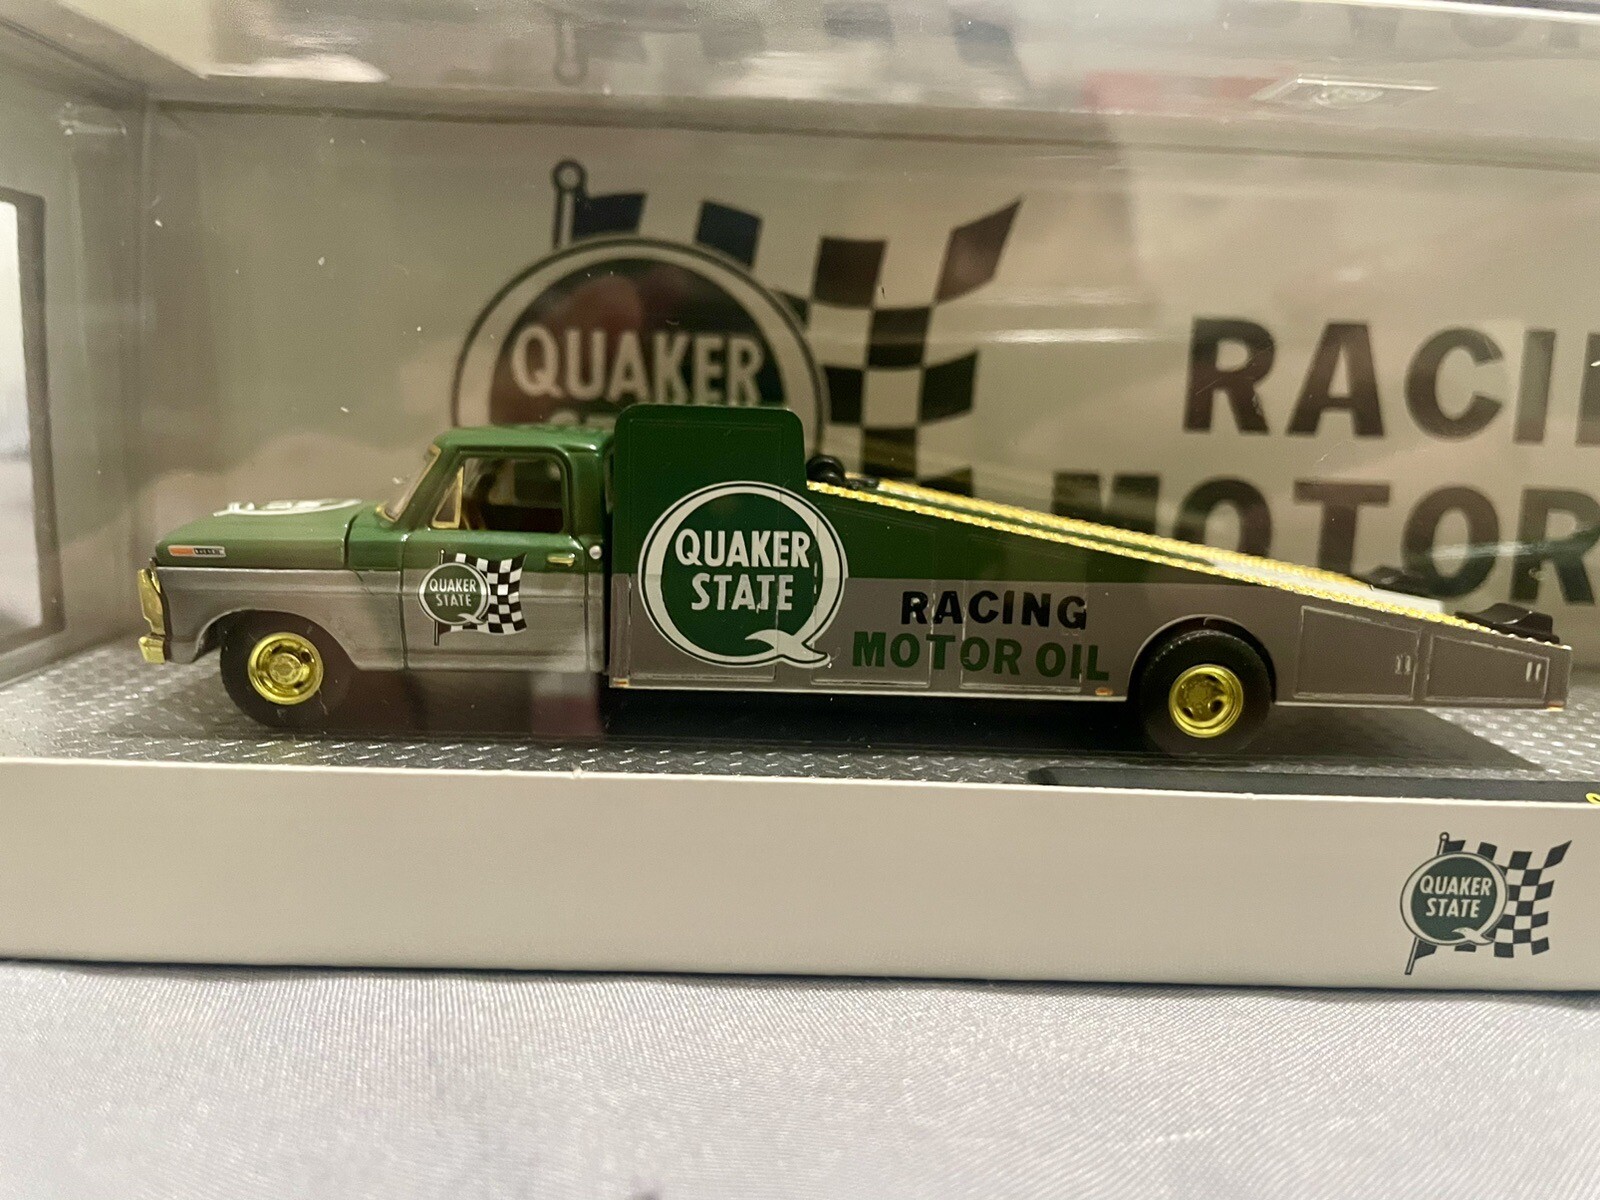 QUAKER
RACI
MOTOR
QUAKER
STATE
QUAKER
STATE
RACING
MOTOR OIL
QUAKER
STATE